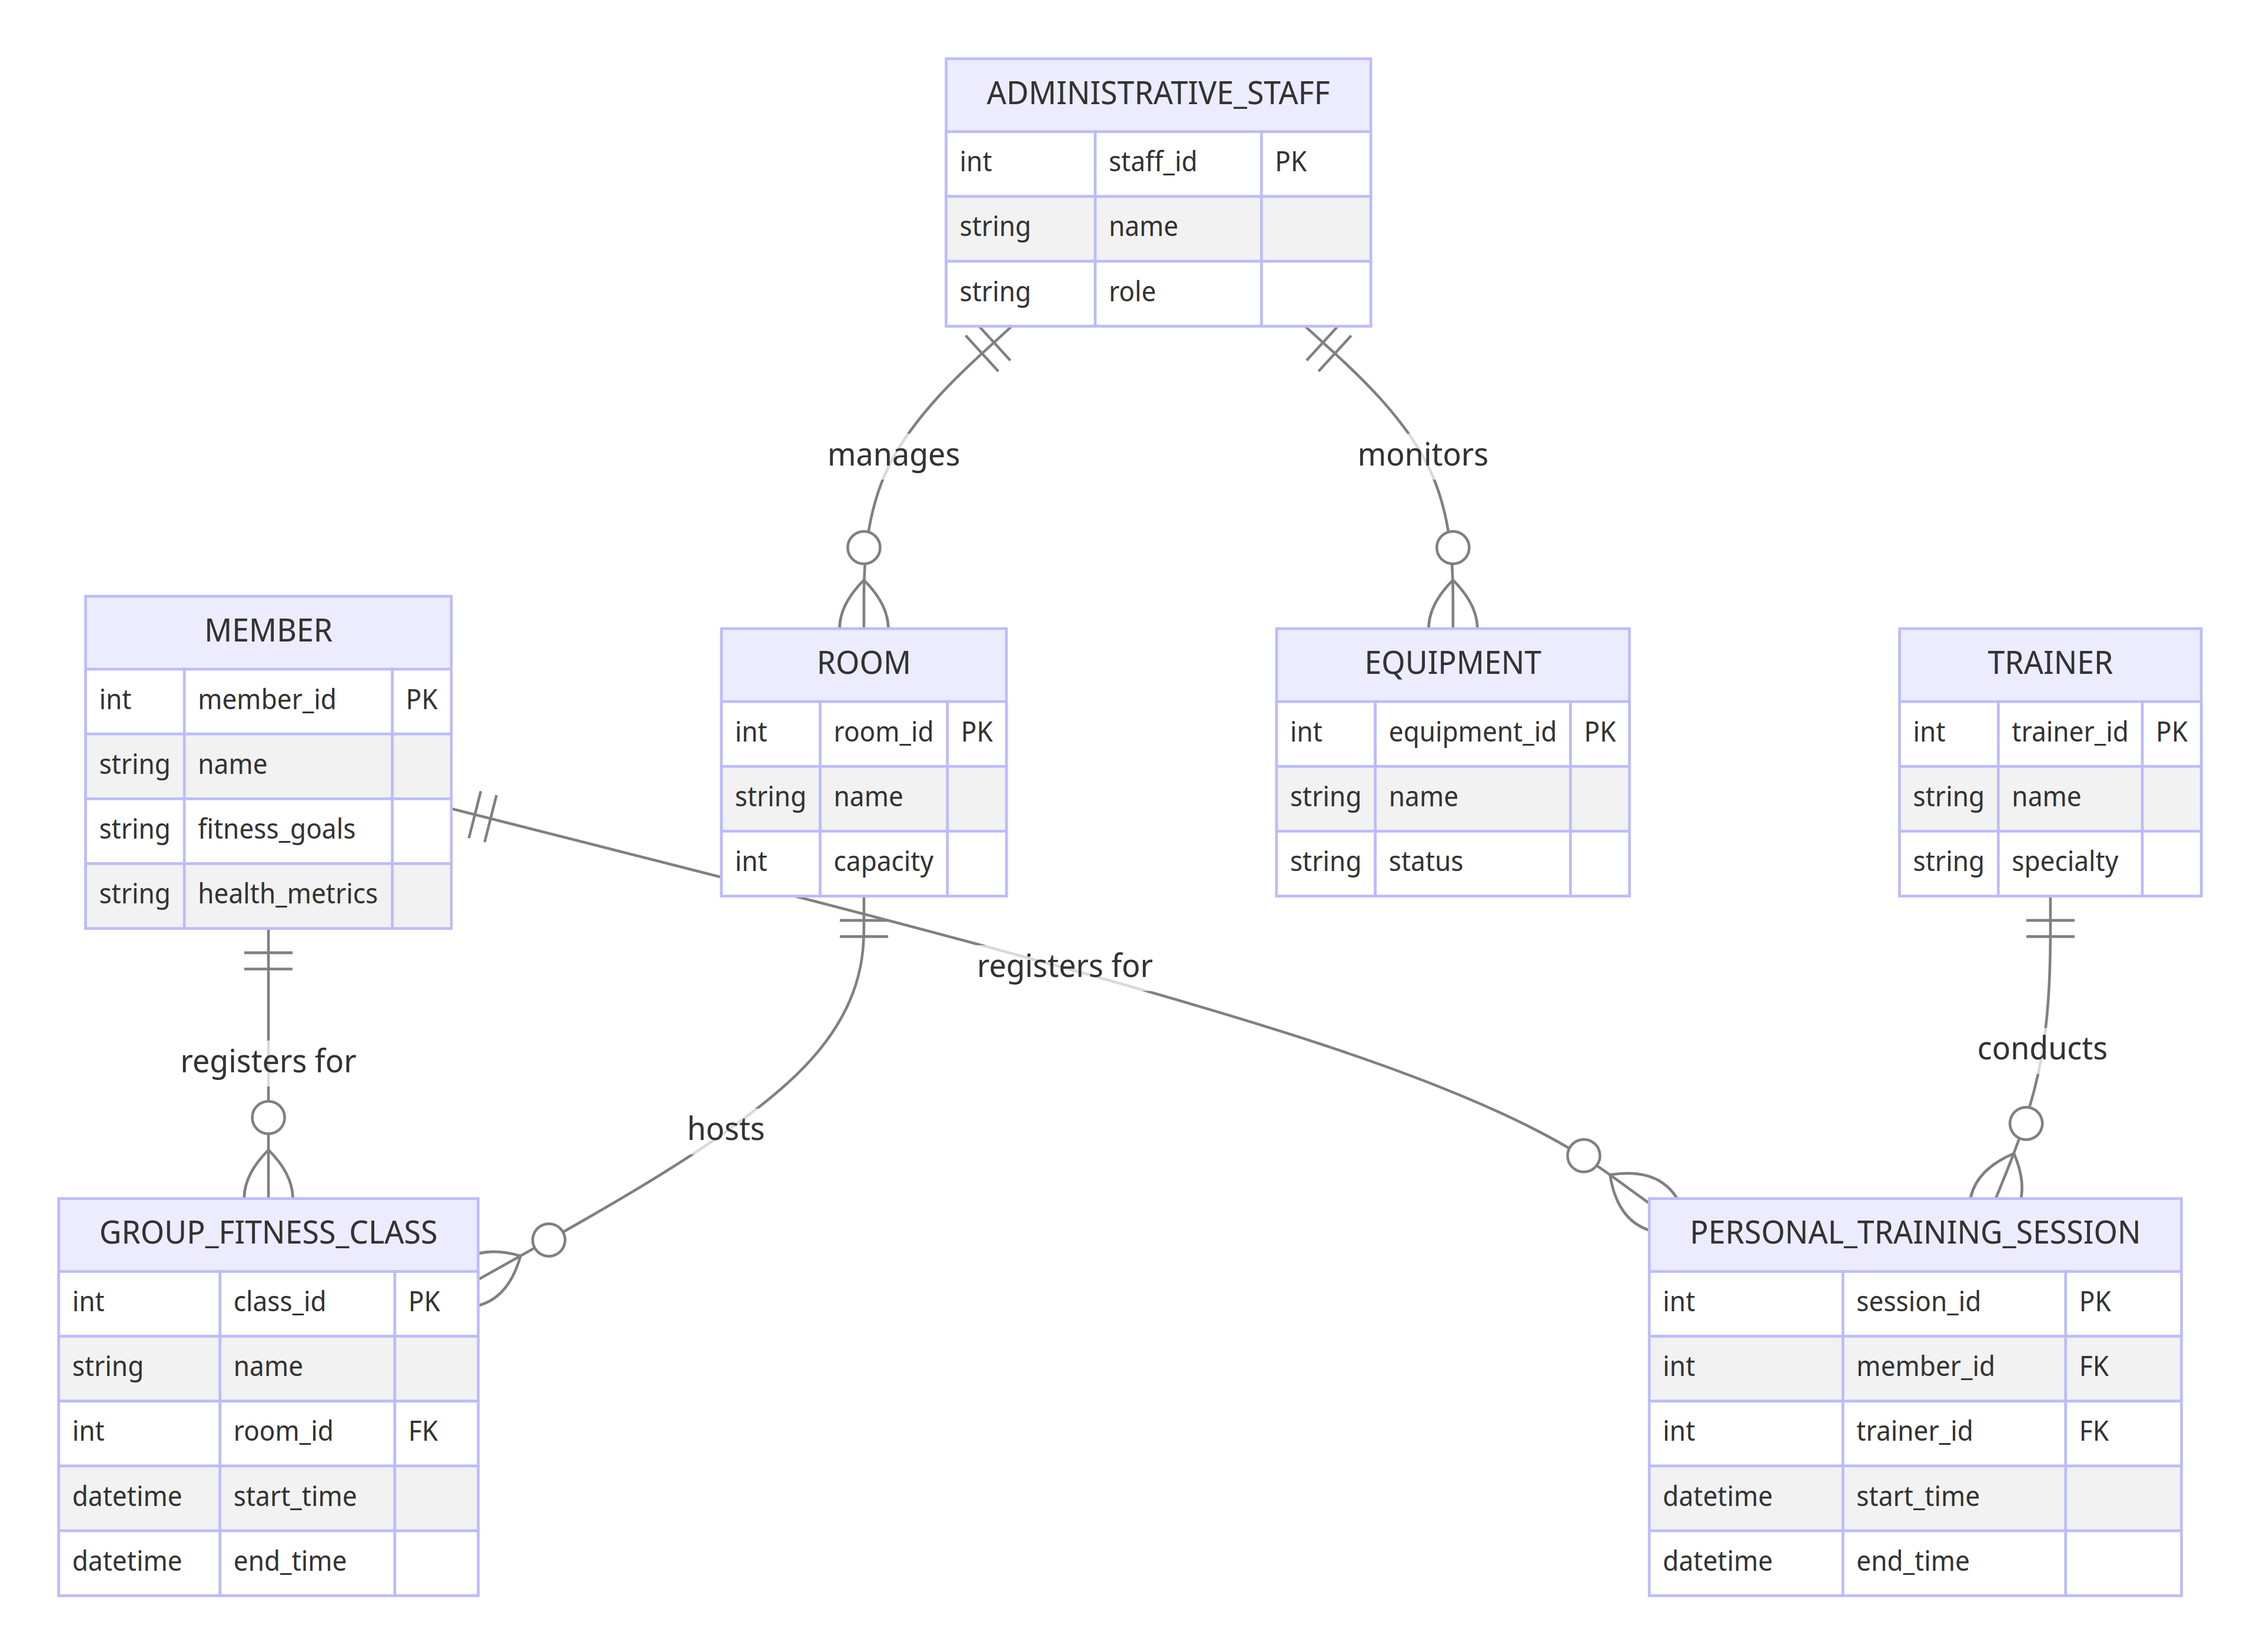 ADMINISTRATIVE_STAFF
int staff_id PK
string name
string role
manages
monitors
MEMBER
int member_id PK
string name
string fitness_goals
string health_metrics
ROOM
int room_id PK
string name
int capacity
EQUIPMENT
int equipment_id PK
string name
string status
TRAINER
int trainer_id PK
string name
string specialty
registers for
registers for
hosts
conducts
GROUP_FITNESS_CLASS
int class_id PK
string name
int room_id FK
datetime start_time
datetime end_time
PERSONAL_TRAINING_SESSION
int session_id PK
int member_id FK
int trainer_id FK
datetime start_time
datetime end_time